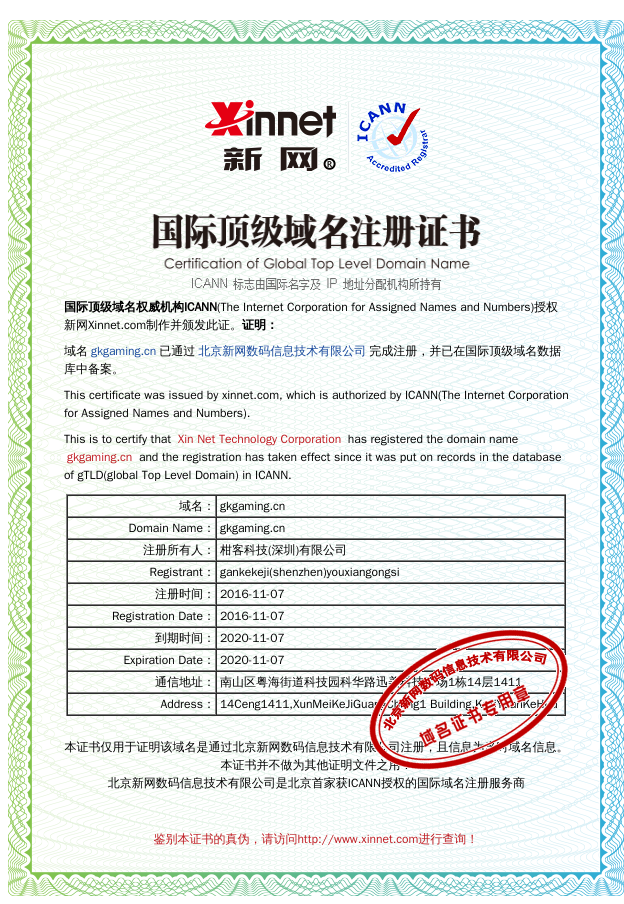 Xinnet
新网®
ICANN
Accredited Registrar
国际顶级域名注册证书
Certification of Global Top Level Domain Name
ICANN 标志由国际名字及 IP 地址分配机构所持有
国际顶级域名权威机构ICANN(The Internet Corporation for Assigned Names and Numbers)授权
新网Xinnet.com制作并颁发此证。证明：
域名 gkgaming.cn 已通过 北京新网数码信息技术有限公司 完成注册，并已在国际顶级域名数据
库中备案。
This certificate was issued by xinnet.com, which is authorized by ICANN(The Internet Corporation
for Assigned Names and Numbers).
This is to certify that Xin Net Technology Corporation has registered the domain name
gkgaming.cn and the registration has taken effect since it was put on records in the database
of gTLD(global Top Level Domain) in ICANN.
域名： gkgaming.cn
Domain Name： gkgaming.cn
注册所有人： 柑客科技(深圳)有限公司
Registrant： gankekeji(shenzhen)youxiangongsi
注册时间： 2016-11-07
Registration Date： 2016-11-07
到期时间： 2020-11-07
Expiration Date： 2020-11-07
通信地址： 南山区粤海街道科技园科华路迅美科技广场1栋14层1411
Address： 14Ceng1411,XunMeiKeJiGuang Building,
北京新网数码信息技术有限公司
域名证书专用章
本证书仅用于证明该域名是通过北京新网数码信息技术有限公司注册，且信息为实时域名信息。
本证书并不做为其他证明文件之用！
北京新网数码信息技术有限公司是北京首家获ICANN授权的国际域名注册服务商
鉴别本证书的真伪，请访问http://www.xinnet.com进行查询！